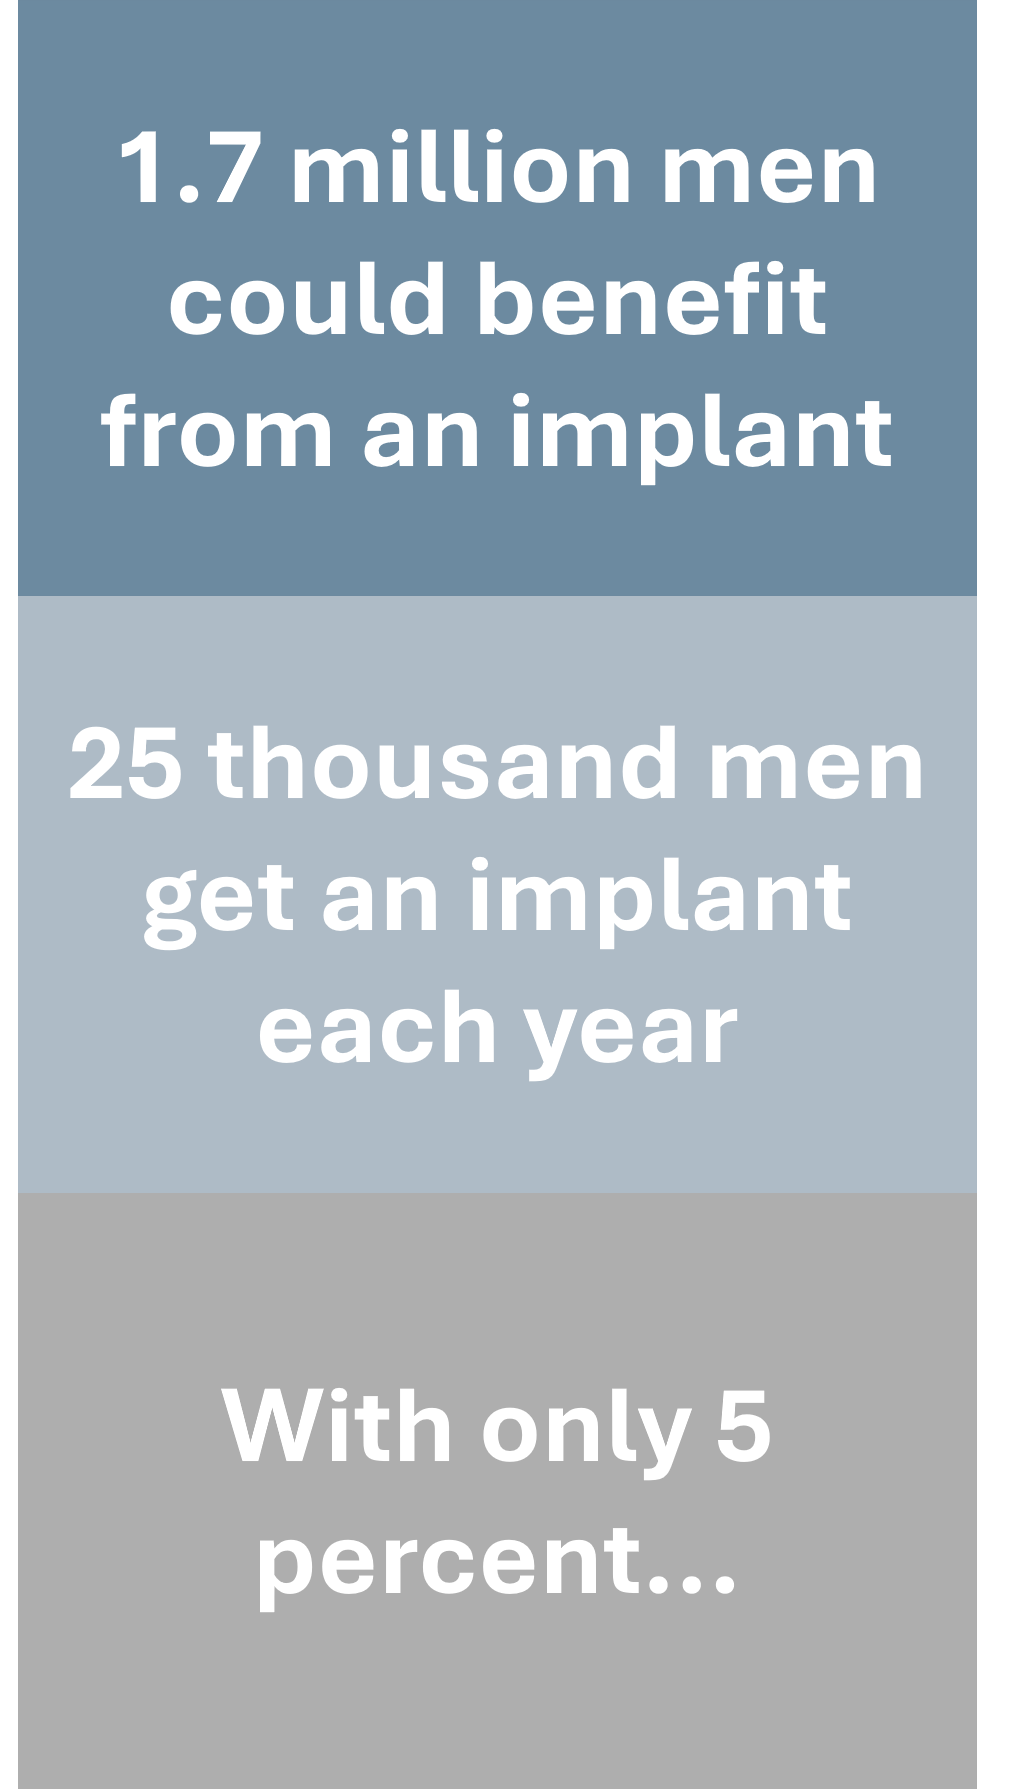 1.7 million men
could benefit
from an implant
25 thousand men
get an implant
each year
With only 5
percent...